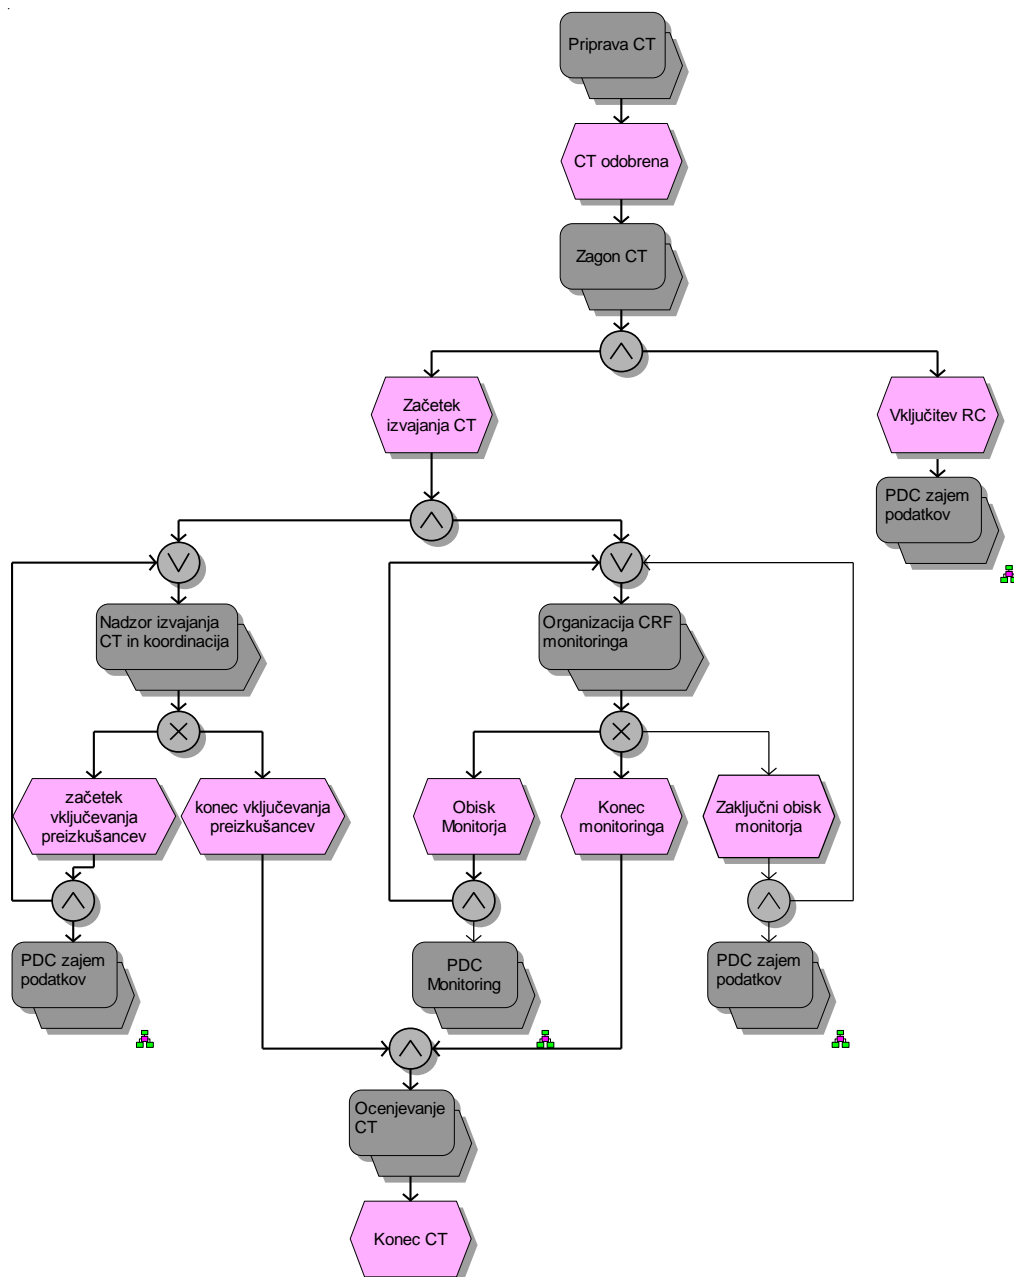 Priprava CT
CT odobrena
Zagon CT
Začetek
izvajanja CT
Vključitev RC
PDC zajem
podatkov
Nadzor izvajanja
CT in koordinacija
Organizacija CRF
monitoringa
začetek
vključevanja
preizkušancev
konec vključevanja
preizkušancev
Obisk
Monitorja
Konec
monitoringa
Zaključni obisk
monitorja
PDC zajem
podatkov
PDC
Monitoring
PDC zajem
podatkov
Ocenjevanje
CT
Konec CT